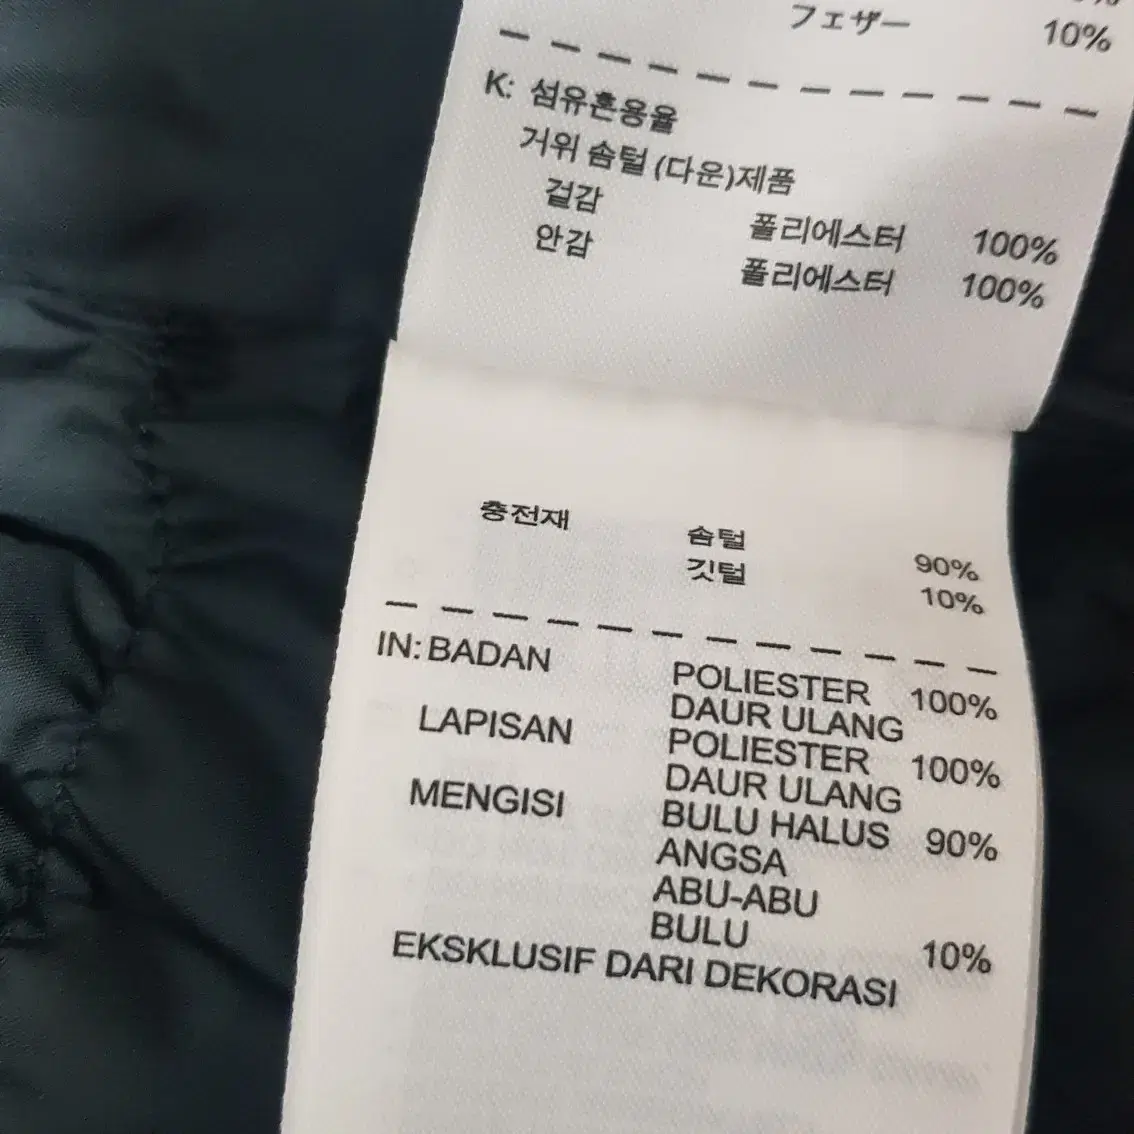 フェザー 10%
K: 섬유혼용율
거위 솜털 (다운)제품
겉감 폴리에스터 100%
안감 폴리에스터 100%
충전재 솜털 90%
깃털 10%
IN: BADAN POLIESTER 100%
DAUR ULANG
LAPISAN POLIESTER 100%
DAUR ULANG
MENGISI BULU HALUS 90%
ANGSA
ABU-ABU
BULU 10%
EKSKLUSIF DARI DEKORASI